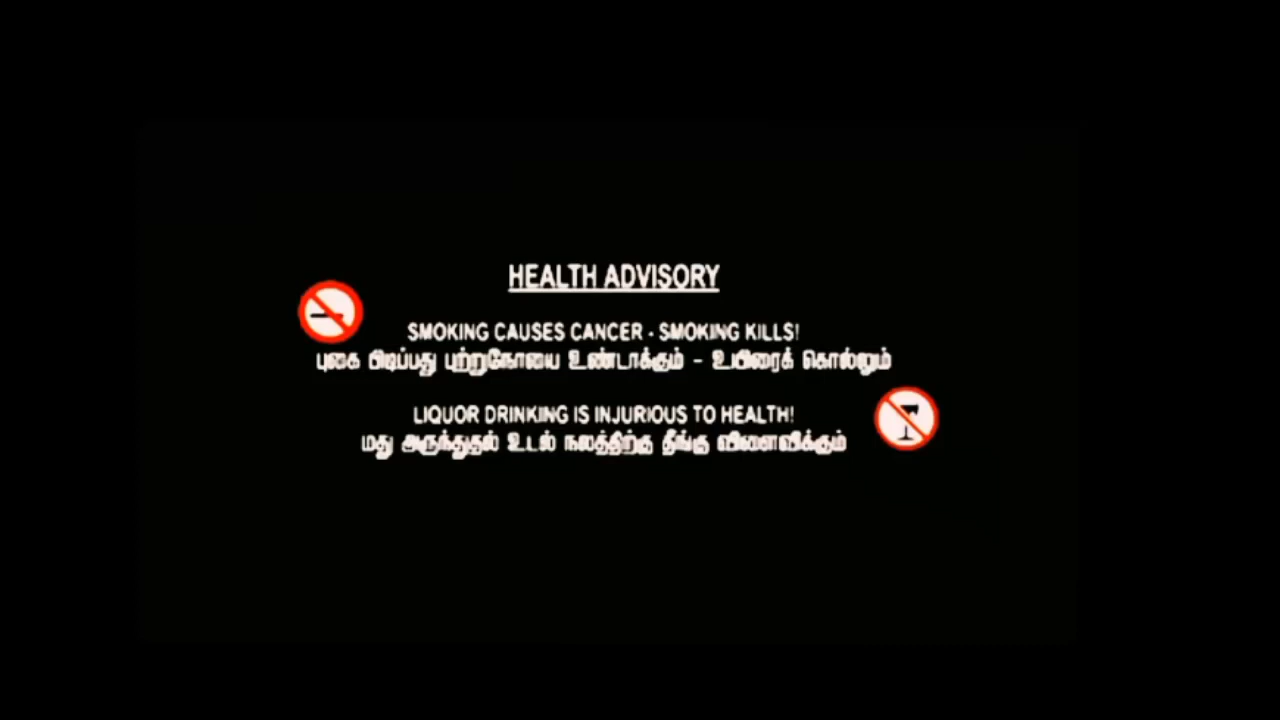 HEALTH ADVISORY
SMOKING CAUSES CANCER - SMOKING KILLS!
புகை பிடிப்பது புற்றுநோயை உண்டாக்கும் - உயிரைக் கொல்லும்
LIQUOR DRINKING IS INJURIOUS TO HEALTH!
மது அருந்துதல் உடல் நலத்திற்கு தீங்கு விளைவிக்கும்